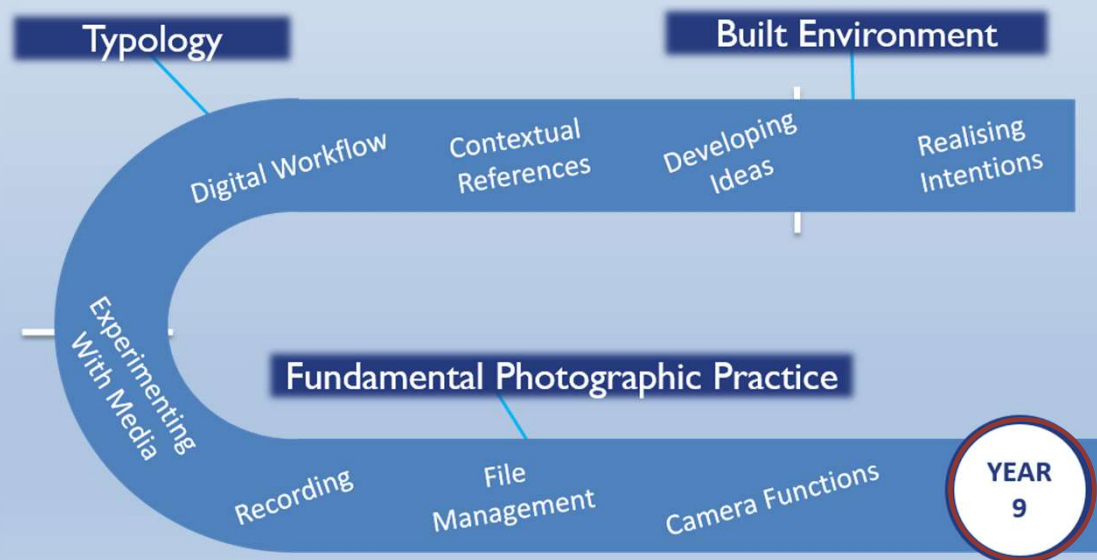 Typology
Built Environment
Digital Workflow
Contextual
References
Developing
Ideas
Realising
Intentions
Experimenting
With Media
Fundamental Photographic Practice
Recording
File
Management
Camera Functions
YEAR
9